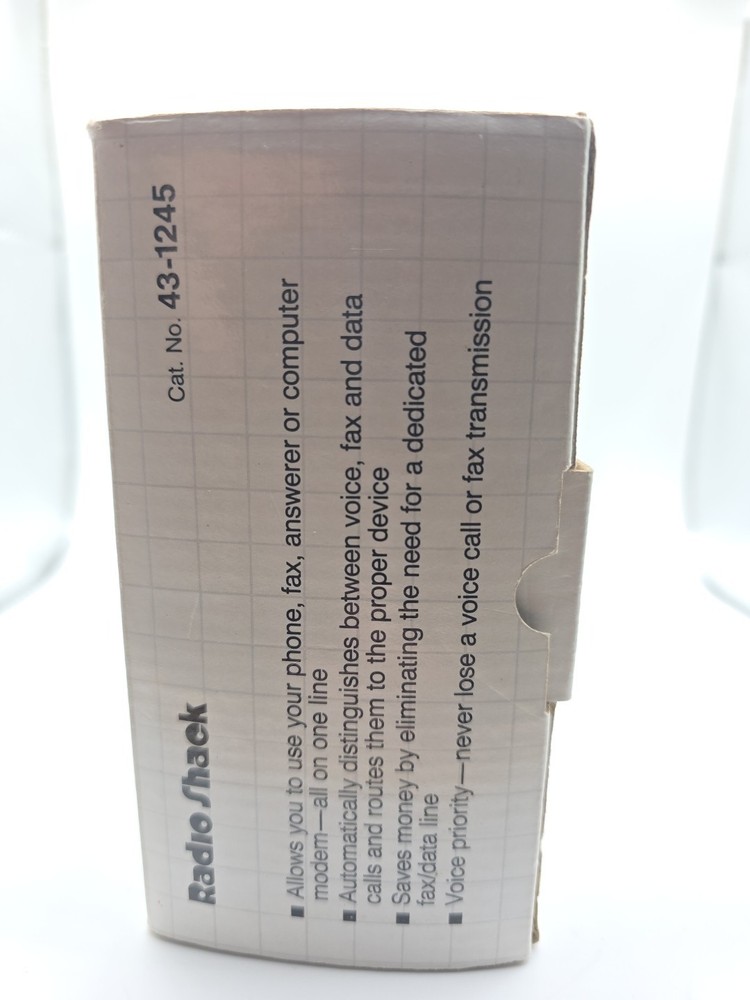 Radio Shack
Cat. No. 43-1245
■ Allows you to use your phone, fax, answerer or computer
modem—all on one line
■ Automatically distinguishes between voice, fax and data
calls and routes them to the proper device
■ Saves money by eliminating the need for a dedicated
fax/data line
■ Voice priority—never lose a voice call or fax transmission